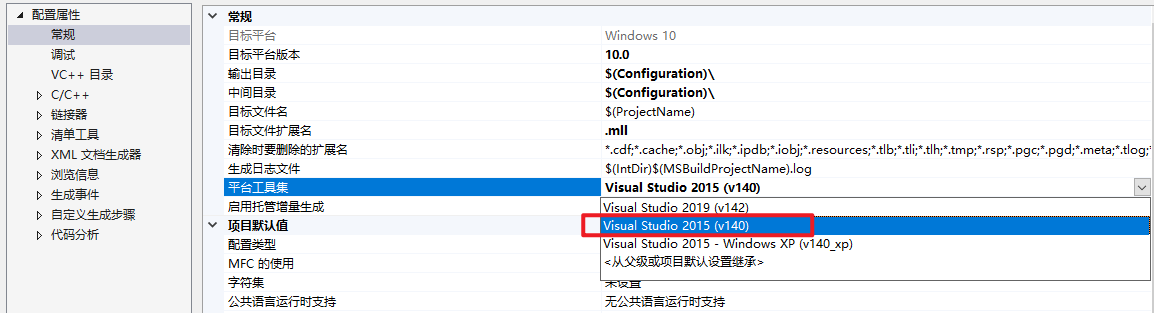 配置属性
常规
调试
VC++ 目录
C/C++
链接器
清单工具
XML 文档生成器
浏览信息
生成事件
自定义生成步骤
代码分析
常规
目标平台 Windows 10
目标平台版本 10.0
输出目录 $(Configuration)\
中间目录 $(Configuration)\
目标文件名 $(ProjectName)
目标文件扩展名 .mll
清除时要删除的扩展名 *.cdf;*.cache;*.obj;*.ilk;*.ipdb;*.iobj;*.resources;*.tlb;*.tli;*.tlh;*.tmp;*.rsp;*.pgc;*.pgd;*.meta;*.tlog;*
生成日志文件 $(IntDir)$(MSBuildProjectName).log
平台工具集 Visual Studio 2015 (v140)
启用托管增量生成 Visual Studio 2019 (v142)
项目默认值 Visual Studio 2015 (v140)
配置类型 Visual Studio 2015 - Windows XP (v140_xp)
MFC 的使用 <从父级或项目默认设置继承>
字符集 未设置
公共语言运行时支持 无公共语言运行时支持